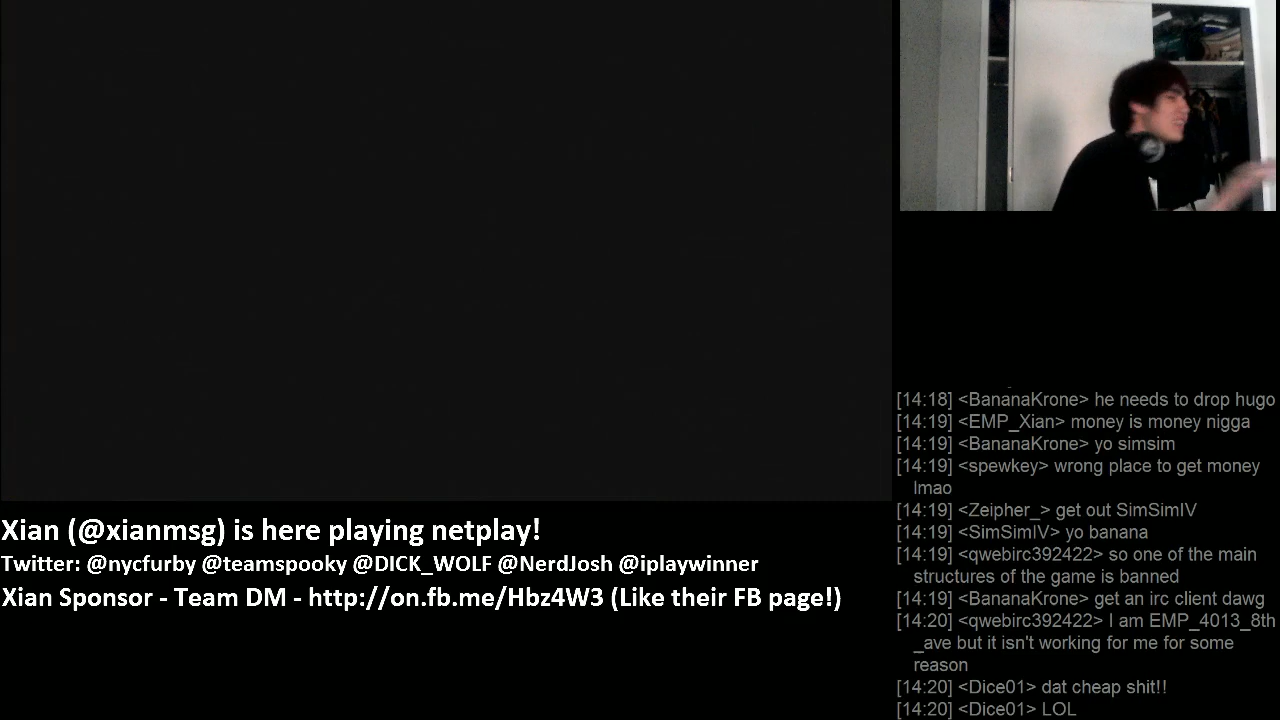 Xian (@xianmsg) is here playing netplay!
Twitter: @nycfurby @teamspooky @DICK_WOLF @NerdJosh @iplaywinner
Xian Sponsor - Team DM - http://on.fb.me/Hbz4W3 (Like their FB page!)
[14:18] <BananaKrone> he needs to drop hugo
[14:19] <EMP_Xian> money is money nigga
[14:19] <BananaKrone> yo simsim
[14:19] <spewkey> wrong place to get money
lmao
[14:19] <Zeipher_> get out SimSimIV
[14:19] <SimSimIV> yo banana
[14:19] <qwebirc392422> so one of the main
structures of the game is banned
[14:19] <BananaKrone> get an irc client dawg
[14:20] <qwebirc392422> I am EMP_4013_8th
_ave but it isn't working for me for some
reason
[14:20] <Dice01> dat cheap shit!!
[14:20] <Dice01> LOL